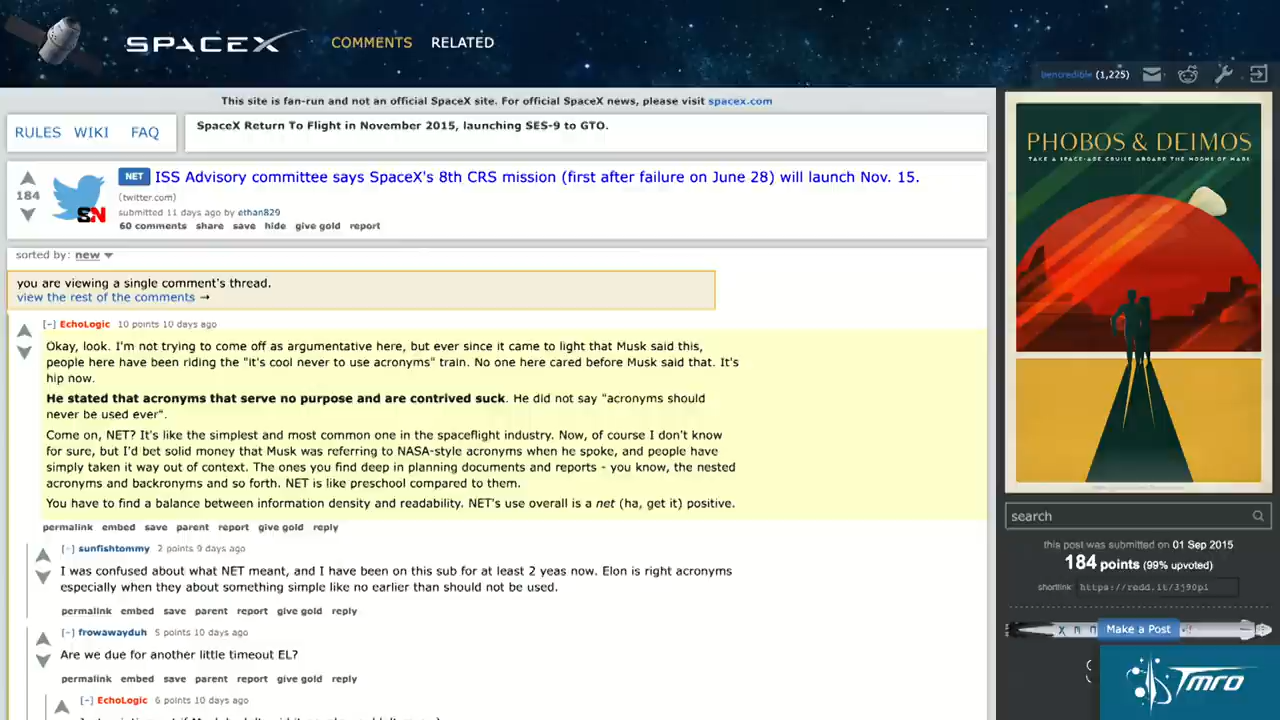 SPACEX COMMENTS RELATED
bencredible (1,225)
This site is fan-run and not an official SpaceX site. For official SpaceX news, please visit spacex.com
RULES WIKI FAQ
SpaceX Return To Flight in November 2015, launching SES-9 to GTO.
184
SN
NET ISS Advisory committee says SpaceX's 8th CRS mission (first after failure on June 28) will launch Nov. 15.
(twitter.com)
submitted 11 days ago by ethan829
60 comments share save hide give gold report
sorted by: new
you are viewing a single comment's thread.
view the rest of the comments →
[–] EchoLogic 10 points 10 days ago
Okay, look. I'm not trying to come off as argumentative here, but ever since it came to light that Musk said this,
people here have been riding the "it's cool never to use acronyms" train. No one here cared before Musk said that. It's
hip now.
He stated that acronyms that serve no purpose and are contrived suck. He did not say "acronyms should
never be used ever".
Come on, NET? It's like the simplest and most common one in the spaceflight industry. Now, of course I don't know
for sure, but I'd bet solid money that Musk was referring to NASA-style acronyms when he spoke, and people have
simply taken it way out of context. The ones you find deep in planning documents and reports - you know, the nested
acronyms and backronyms and so forth. NET is like preschool compared to them.
You have to find a balance between information density and readability. NET's use overall is a net (ha, get it) positive.
permalink embed save parent report give gold reply
[–] sunfishtommy 2 points 9 days ago
I was confused about what NET meant, and I have been on this sub for at least 2 yeas now. Elon is right acronyms
especially when they about something simple like no earlier than should not be used.
permalink embed save parent report give gold reply
[–] frowawayduh 5 points 10 days ago
Are we due for another little timeout EL?
permalink embed save parent report give gold reply
[–] EchoLogic 6 points 10 days ago
PHOBOS & DEIMOS
TAKE A SPACE-AGE CRUISE ABOARD THE MOONS OF MARS
search
this post was submitted on 01 Sep 2015
184 points (99% upvoted)
shortlink: https://redd.it/3j90pi
Make a Post
Tmro